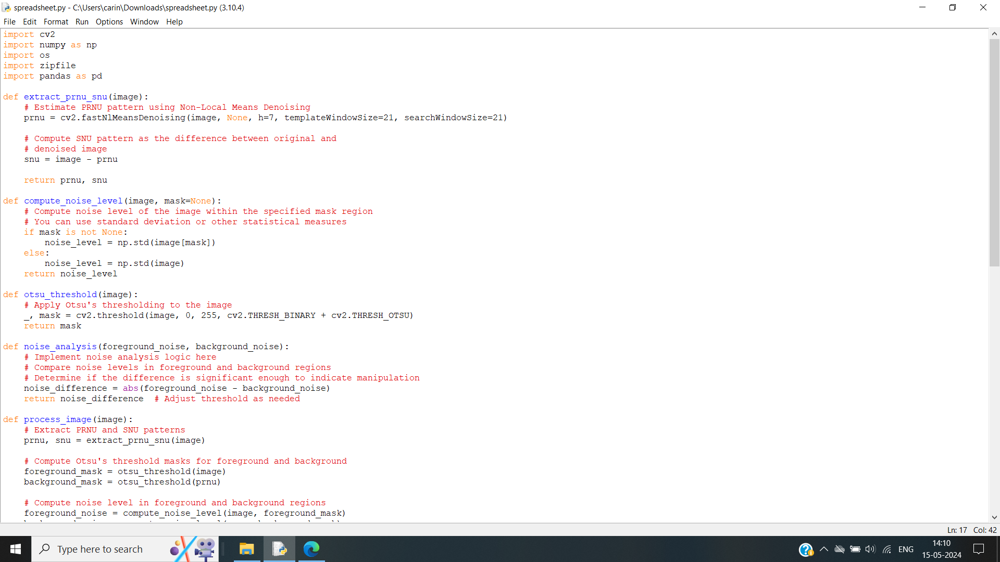 spreadsheet.py - C:\Users\carin\Downloads\spreadsheet.py (3.10.4)
File Edit Format Run Options Window Help
import cv2
import numpy as np
import os
import zipfile
import pandas as pd
def extract_prnu_snu(image):
# Estimate PRNU pattern using Non-Local Means Denoising
prnu = cv2.fastNlMeansDenoising(image, None, h=7, templateWindowSize=21, searchWindowSize=21)
# Compute SNU pattern as the difference between original and
# denoised image
snu = image - prnu
return prnu, snu
def compute_noise_level(image, mask=None):
# Compute noise level of the image within the specified mask region
# You can use standard deviation or other statistical measures
if mask is not None:
noise_level = np.std(image[mask])
else:
noise_level = np.std(image)
return noise_level
def otsu_threshold(image):
# Apply Otsu's thresholding to the image
_, mask = cv2.threshold(image, 0, 255, cv2.THRESH_BINARY + cv2.THRESH_OTSU)
return mask
def noise_analysis(foreground_noise, background_noise):
# Implement noise analysis logic here
# Compare noise levels in foreground and background regions
# Determine if the difference is significant enough to indicate manipulation
noise_difference = abs(foreground_noise - background_noise)
return noise_difference  # Adjust threshold as needed
def process_image(image):
# Extract PRNU and SNU patterns
prnu, snu = extract_prnu_snu(image)
# Compute Otsu's threshold masks for foreground and background
foreground_mask = otsu_threshold(image)
background_mask = otsu_threshold(prnu)
# Compute noise level in foreground and background regions
foreground_noise = compute_noise_level(image, foreground_mask)
Ln: 17 Col: 42
Type here to search
ENG
14:10
15-05-2024